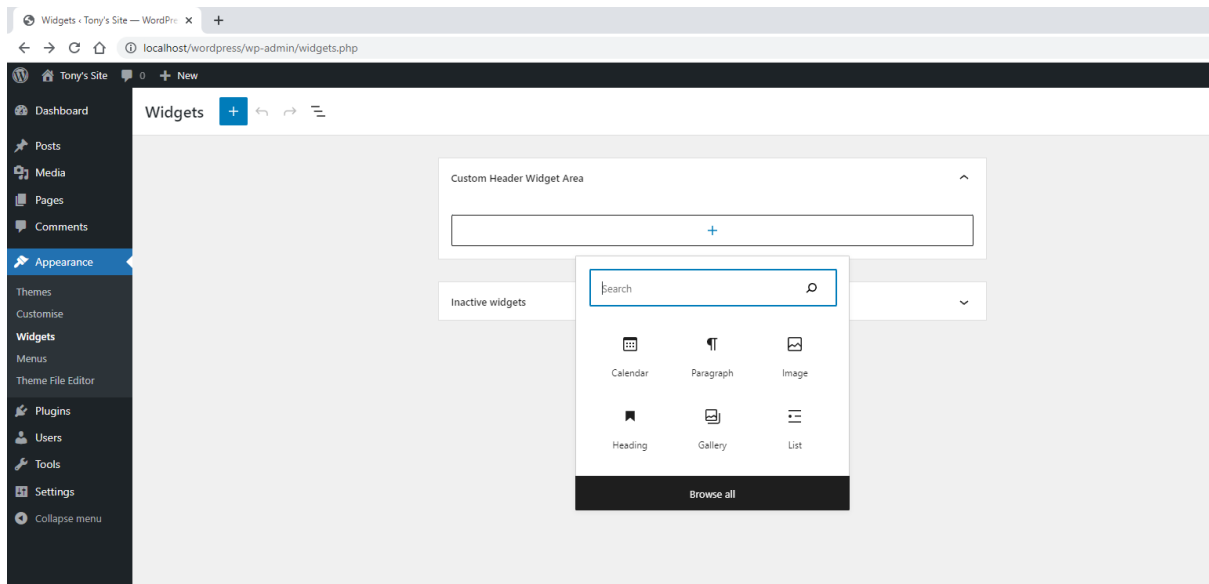 Widgets ‹ Tony's Site — WordPre
localhost/wordpress/wp-admin/widgets.php
Tony's Site 0 New
Dashboard
Posts
Media
Pages
Comments
Appearance
Themes
Customise
Widgets
Menus
Theme File Editor
Plugins
Users
Tools
Settings
Collapse menu
Widgets
Custom Header Widget Area
Search
Inactive widgets
Calendar Paragraph Image
Heading Gallery List
Browse all